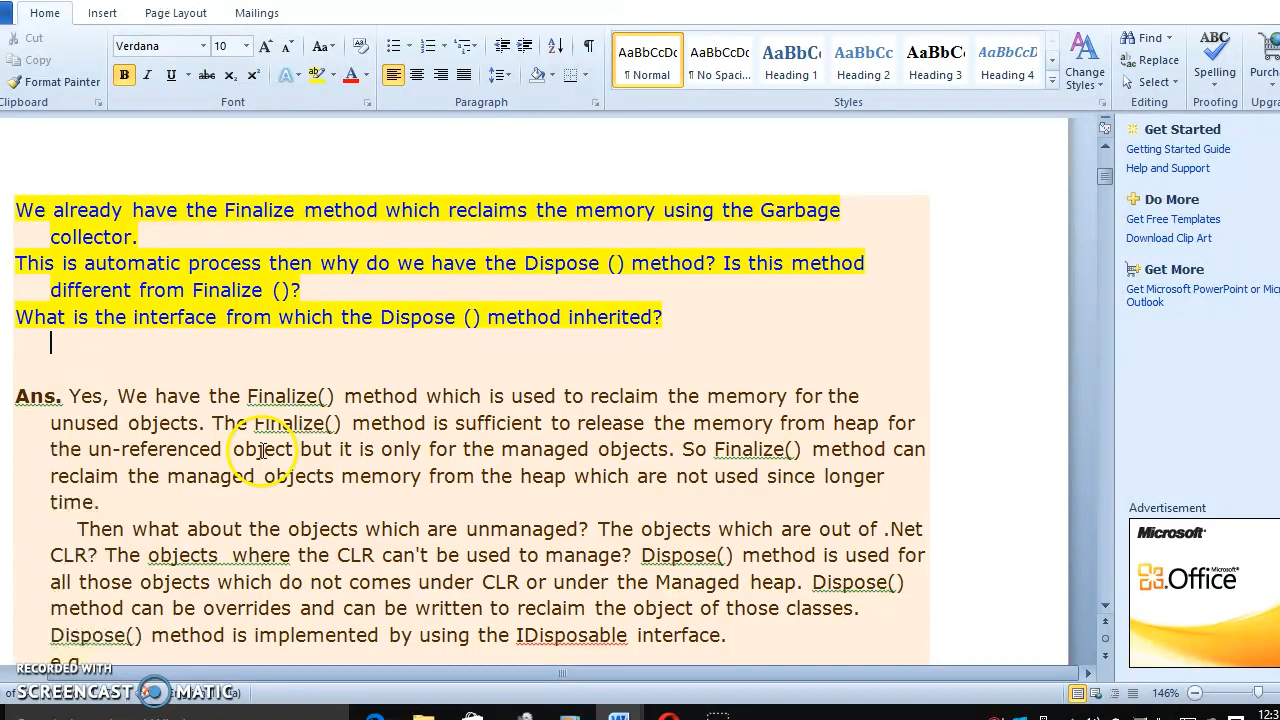 Home Insert Page Layout Mailings
Cut
Copy
Format Painter
Clipboard
Verdana 10
Font
Paragraph
AaBbCcDc AaBbCcDc AaBbC AaBbCc AaBbCc AaBbCcD
¶ Normal ¶ No Spaci... Heading 1 Heading 2 Heading 3 Heading 4
Styles
Change
Styles
Find
Replace
Select
Editing
ABC
Spelling
Proofing
We already have the Finalize method which reclaims the memory using the Garbage
collector.
This is automatic process then why do we have the Dispose () method? Is this method
different from Finalize ()?
What is the interface from which the Dispose () method inherited?
Ans. Yes, We have the Finalize() method which is used to reclaim the memory for the
unused objects. The Finalize() method is sufficient to release the memory from heap for
the un-referenced object but it is only for the managed objects. So Finalize() method can
reclaim the managed objects memory from the heap which are not used since longer
time.
Then what about the objects which are unmanaged? The objects which are out of .Net
CLR? The objects where the CLR can't be used to manage? Dispose() method is used for
all those objects which do not comes under CLR or under the Managed heap. Dispose()
method can be overrides and can be written to reclaim the object of those classes.
Dispose() method is implemented by using the IDisposable interface.
e.g
Get Started
Getting Started Guide
Help and Support
Do More
Get Free Templates
Download Clip Art
Get More
Get Microsoft PowerPoint or Mic
Outlook
Advertisement
Microsoft
Office
RECORDED WITH
SCREENCAST MATIC
146%